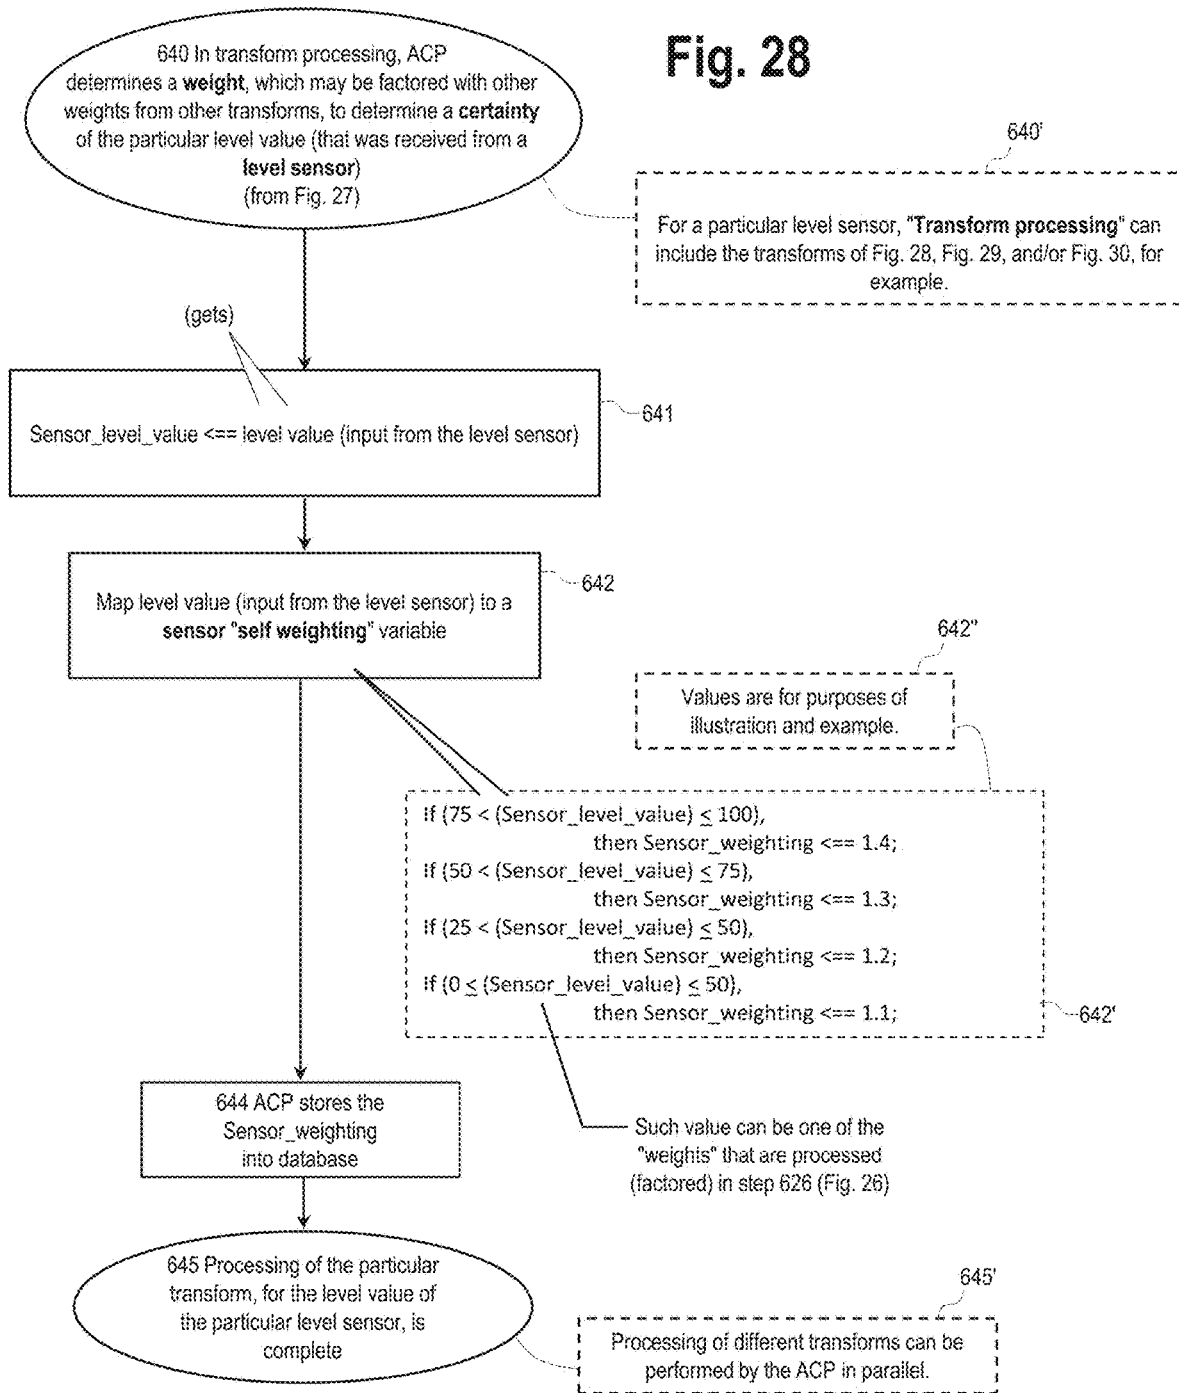 Fig. 28
640 In transform processing, ACP
determines a weight, which may be factored with other
weights from other transforms, to determine a certainty
of the particular level value (that was received from a
level sensor)
(from Fig. 27)
640'
For a particular level sensor, "Transform processing" can
include the transforms of Fig. 28, Fig. 29, and/or Fig. 30, for
example.
(gets)
641
Sensor_level_value <== level value (input from the level sensor)
642
Map level value (input from the level sensor) to a
sensor "self weighting" variable
642"
Values are for purposes of
illustration and example.
If (75 < (Sensor_level_value) ≤ 100),
then Sensor_weighting <== 1.4;
If (50 < (Sensor_level_value) ≤ 75),
then Sensor_weighting <== 1.3;
If (25 < (Sensor_level_value) ≤ 50),
then Sensor_weighting <== 1.2;
If (0 ≤ (Sensor_level_value) ≤ 50),
then Sensor_weighting <== 1.1;
642'
644 ACP stores the
Sensor_weighting
into database
Such value can be one of the
"weights" that are processed
(factored) in step 626 (Fig. 26)
645 Processing of the particular
transform, for the level value of
the particular level sensor, is
complete
645'
Processing of different transforms can be
performed by the ACP in parallel.